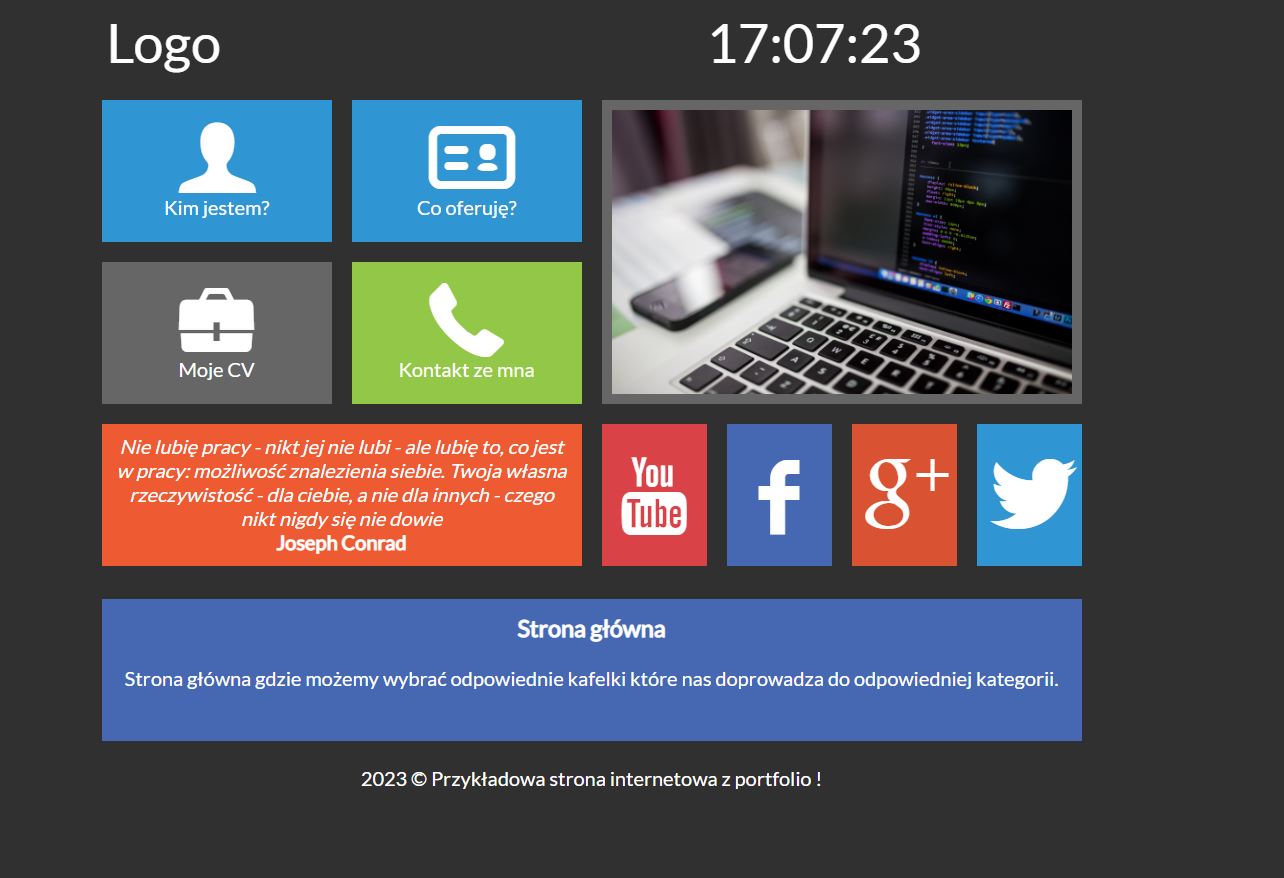 Logo
17:07:23
Kim jestem?
Co oferuję?
Moje CV
Kontakt ze mna
Nie lubię pracy - nikt jej nie lubi - ale lubię to, co jest
w pracy: możliwość znalezienia siebie. Twoja własna
rzeczywistość - dla ciebie, a nie dla innych - czego
nikt nigdy się nie dowie
Joseph Conrad
You
Tube
f
g+
Strona główna
Strona główna gdzie możemy wybrać odpowiednie kafelki które nas doprowadza do odpowiedniej kategorii.
2023 © Przykładowa strona internetowa z portfolio !